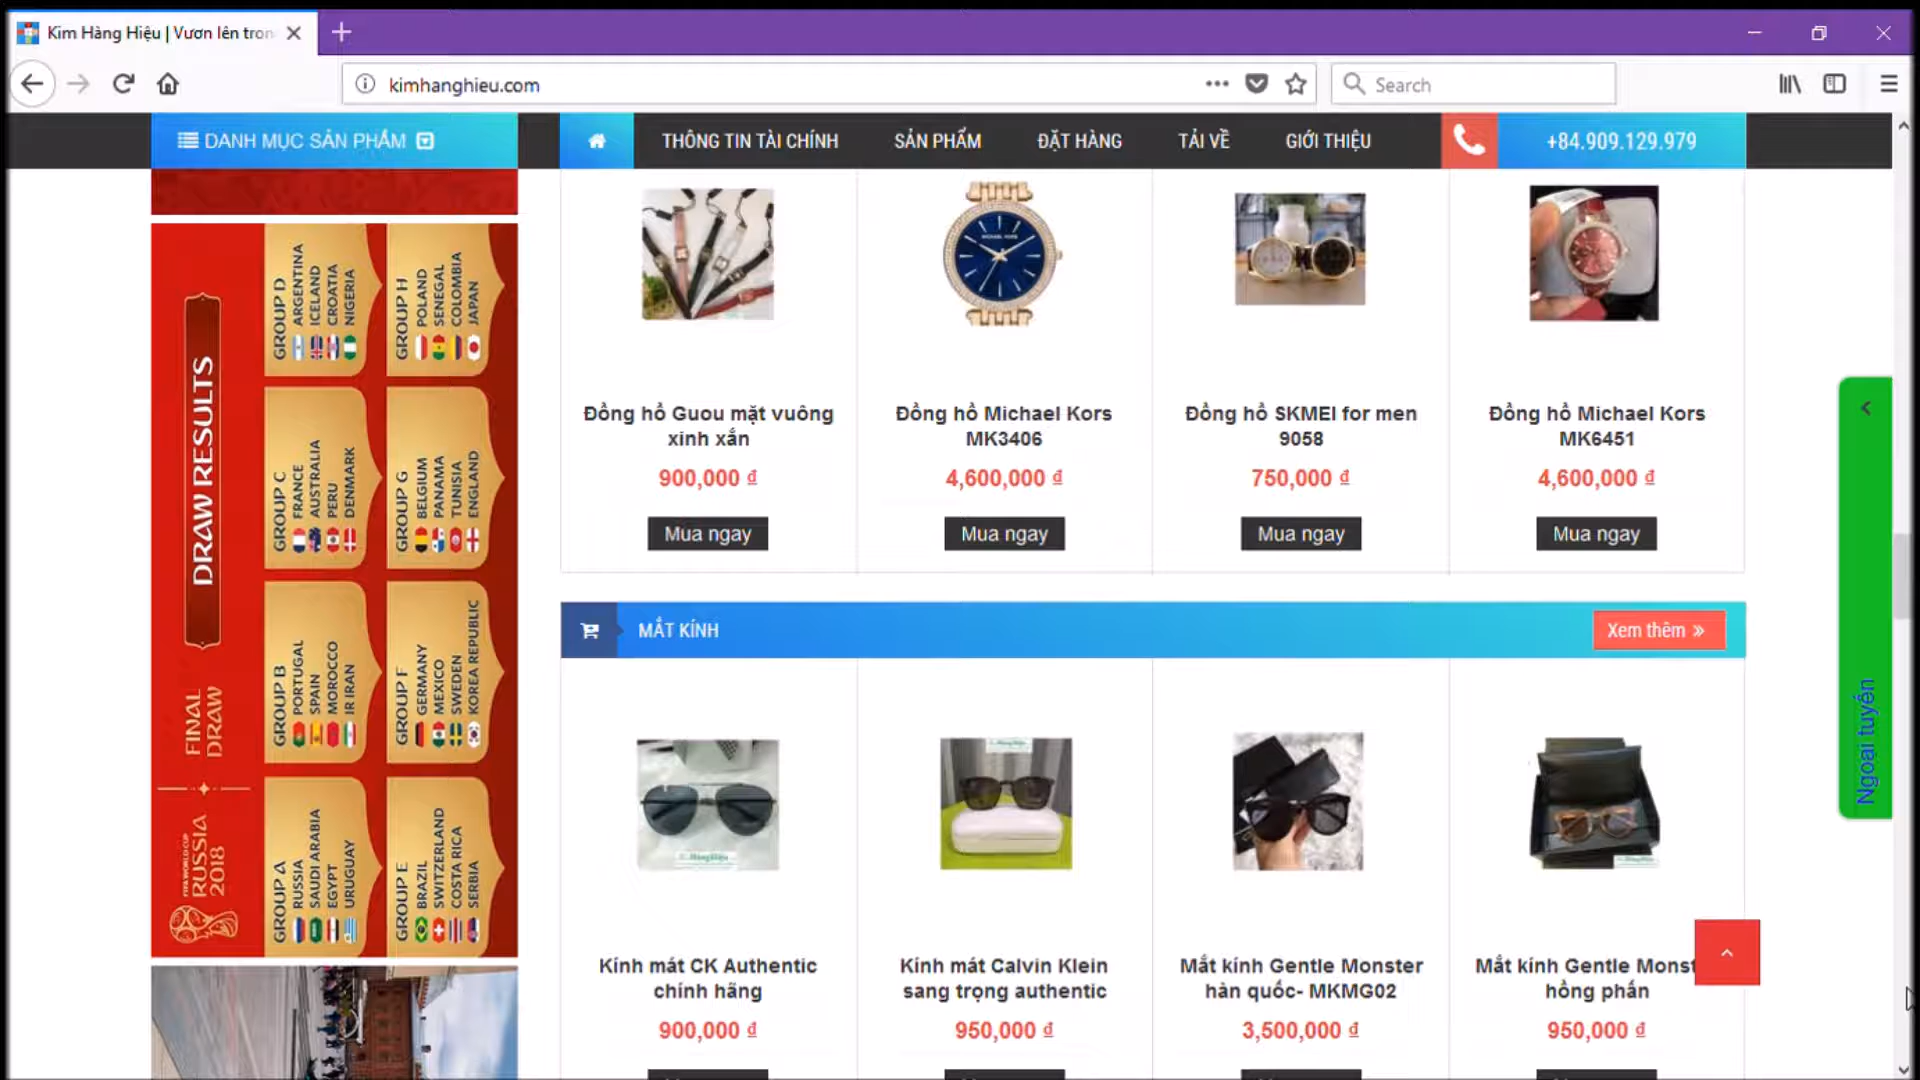 Kim Hàng Hiệu | Vươn lên tron
kimhanghieu.com
Search
DANH MỤC SẢN PHẨM
THÔNG TIN TÀI CHÍNH
SẢN PHẨM
ĐẶT HÀNG
TẢI VỀ
GIỚI THIỆU
+84.909.129.979
FIFA WORLD CUP
RUSSIA
2018
FINAL
DRAW
DRAW RESULTS
GROUP A
RUSSIA
SAUDI ARABIA
EGYPT
URUGUAY
GROUP B
PORTUGAL
SPAIN
MOROCCO
IR IRAN
GROUP C
FRANCE
AUSTRALIA
PERU
DENMARK
GROUP D
ARGENTINA
ICELAND
CROATIA
NIGERIA
GROUP E
BRAZIL
SWITZERLAND
COSTA RICA
SERBIA
GROUP F
GERMANY
MEXICO
SWEDEN
KOREA REPUBLIC
GROUP G
BELGIUM
PANAMA
TUNISIA
ENGLAND
GROUP H
POLAND
SENEGAL
COLOMBIA
JAPAN
Đồng hồ Guou mặt vuông
xinh xắn
900,000 đ
Mua ngay
MICHAEL KORS
Đồng hồ Michael Kors
MK3406
4,600,000 đ
Mua ngay
Đồng hồ SKMEI for men
9058
750,000 đ
Mua ngay
Đồng hồ Michael Kors
MK6451
4,600,000 đ
Mua ngay
MẮT KÍNH
Xem thêm »
Kính mát CK Authentic
chính hãng
900,000 đ
Kính mát Calvin Klein
sang trọng authentic
950,000 đ
Mắt kính Gentle Monster
hàn quốc- MKMG02
3,500,000 đ
Mắt kính Gentle Monst
hồng phấn
950,000 đ
Ngoại tuyến